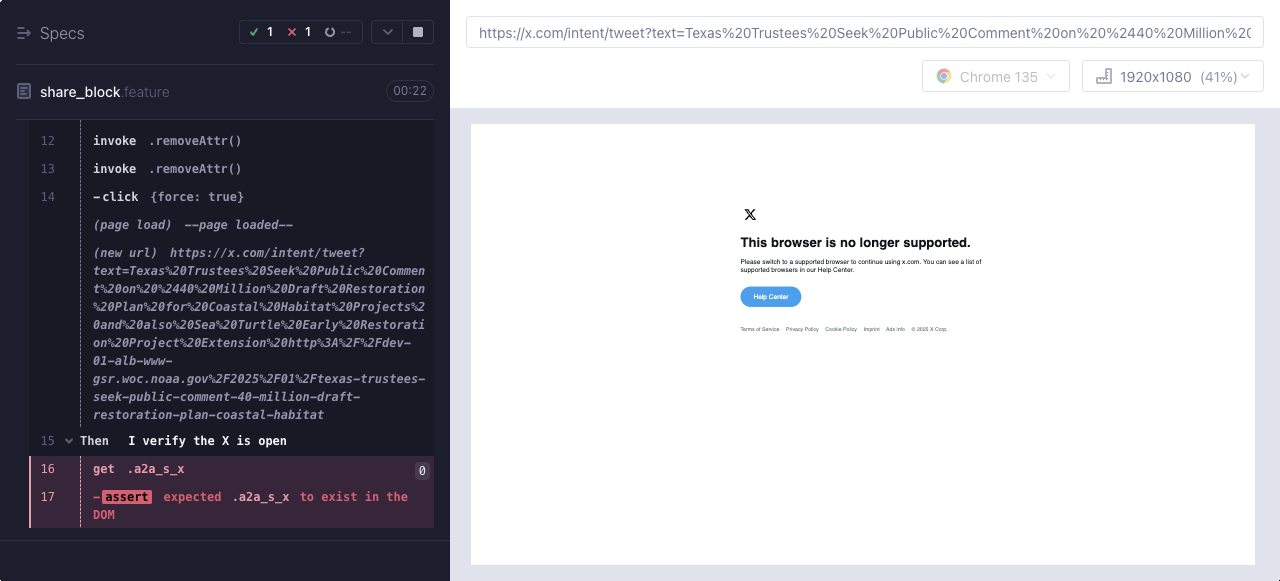 Specs
1
1
--
share_block.feature
00:22
12 invoke .removeAttr()
13 invoke .removeAttr()
14 -click {force: true}
(page load) --page loaded--
(new url) https://x.com/intent/tweet?
text=Texas%20Trustees%20Seek%20Public%20Commen
t%20on%20%2440%20Million%20Draft%20Restoration
%20Plan%20for%20Coastal%20Habitat%20Projects%2
0and%20also%20Sea%20Turtle%20Early%20Restorati
on%20Project%20Extension%20http%3A%2F%2Fdev-
01-alb-www-
gsr.woc.noaa.gov%2F2025%2F01%2Ftexas-trustees-
seek-public-comment-40-million-draft-
restoration-plan-coastal-habitat
15 Then I verify the X is open
16 get .a2a_s_x 0
17 -assert expected .a2a_s_x to exist in the
DOM
https://x.com/intent/tweet?text=Texas%20Trustees%20Seek%20Public%20Comment%20on%20%2440%20Million%20
Chrome 135
1920x1080 (41%)
This browser is no longer supported.
Please switch to a supported browser to continue using x.com. You can see a list of
supported browsers in our Help Center.
Help Center
Terms of Service Privacy Policy Cookie Policy Imprint Ads info © 2025 X Corp.